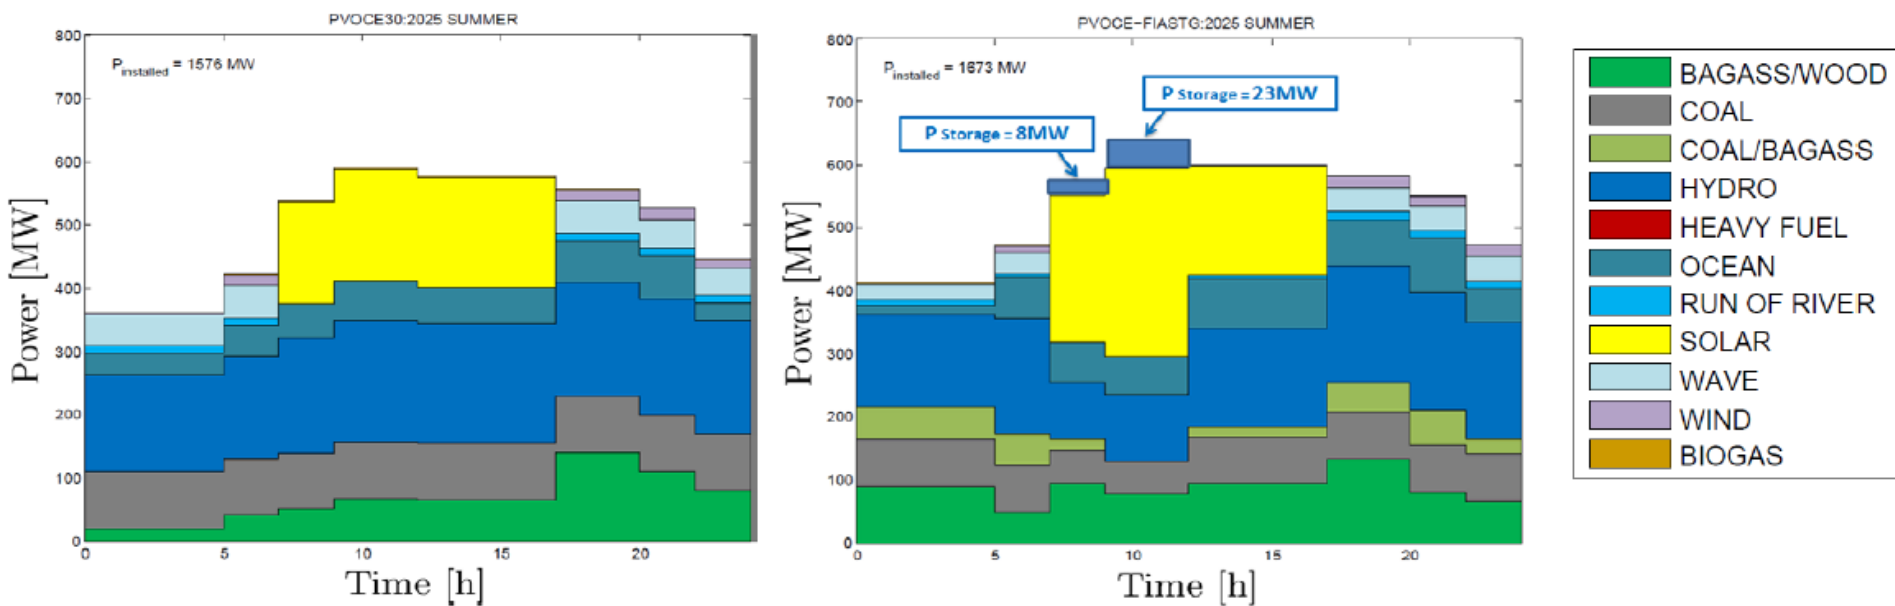 PVOCE30:2025 SUMMER
800
700
600
500
400
300
200
100
0
Power [MW]
P installed = 1576 MW
0 5 10 15 20
Time [h]
PVOCE-FIASTG:2025 SUMMER
800
700
600
500
400
300
200
100
0
Power [MW]
P installed = 1673 MW
P Storage = 23MW
P Storage = 8MW
0 5 10 15 20
Time [h]
BAGASS/WOOD
COAL
COAL/BAGASS
HYDRO
HEAVY FUEL
OCEAN
RUN OF RIVER
SOLAR
WAVE
WIND
BIOGAS